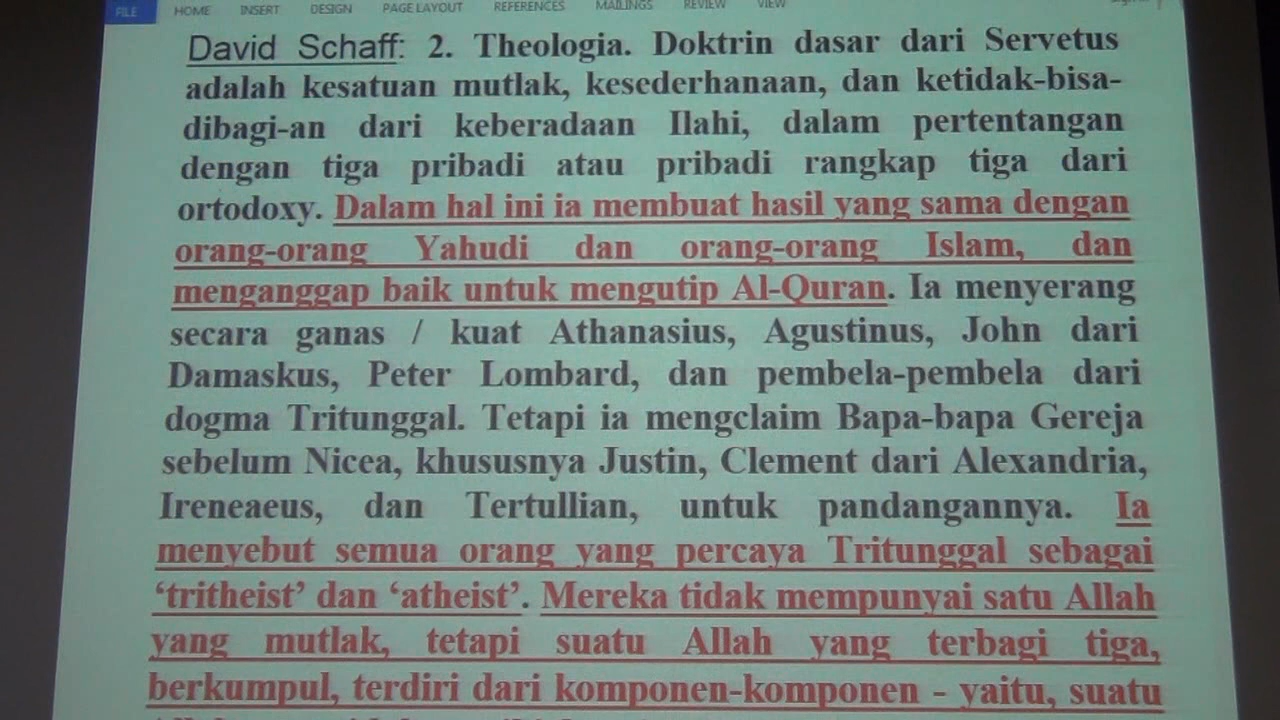 FILE HOME INSERT DESIGN PAGE LAYOUT REFERENCES MAILINGS REVIEW VIEW
David Schaff: 2. Theologia. Doktrin dasar dari Servetus
adalah kesatuan mutlak, kesederhanaan, dan ketidak-bisa-
dibagi-an dari keberadaan Ilahi, dalam pertentangan
dengan tiga pribadi atau pribadi rangkap tiga dari
ortodoxy. Dalam hal ini ia membuat hasil yang sama dengan
orang-orang Yahudi dan orang-orang Islam, dan
menganggap baik untuk mengutip Al-Quran. Ia menyerang
secara ganas / kuat Athanasius, Agustinus, John dari
Damaskus, Peter Lombard, dan pembela-pembela dari
dogma Tritunggal. Tetapi ia mengclaim Bapa-bapa Gereja
sebelum Nicea, khususnya Justin, Clement dari Alexandria,
Ireneaeus, dan Tertullian, untuk pandangannya. Ia
menyebut semua orang yang percaya Tritunggal sebagai
‘tritheist’ dan ‘atheist’. Mereka tidak mempunyai satu Allah
yang mutlak, tetapi suatu Allah yang terbagi tiga,
berkumpul, terdiri dari komponen-komponen - yaitu, suatu